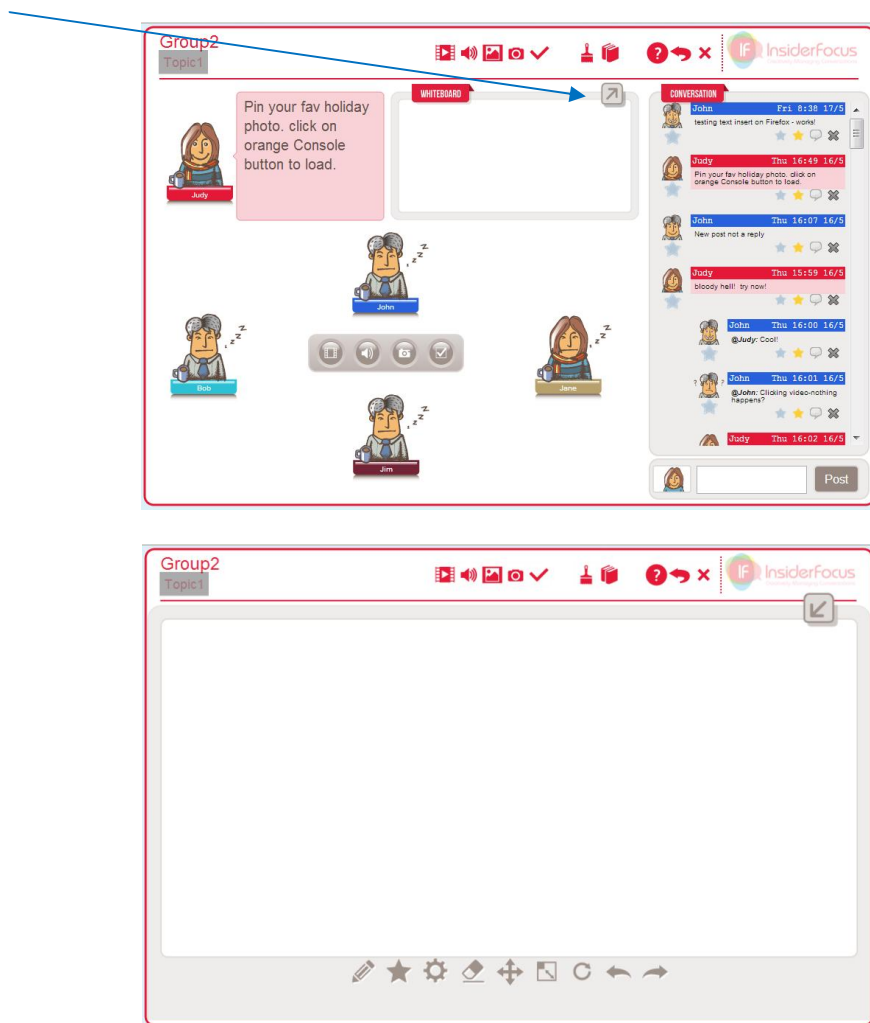 Group2
Topic1
IF InsiderFocus
Judy
Pin your fav holiday
photo. click on
orange Console
button to load.
WHITEBOARD
John
Bob
Jane
Jim
CONVERSATION
John Fri 8:38 17/5
testing text insert on Firefox - works!
Judy Thu 16:49 16/5
Pin your fav holiday photo. click on
orange Console button to load.
John Thu 16:07 16/5
New post not a reply
Judy Thu 15:59 16/5
bloody hell! try now!
John Thu 16:00 16/5
@Judy: Cool!
John Thu 16:01 16/5
@John: Clicking video-nothing
happens?
Judy Thu 16:02 16/5
Post
Group2
Topic1
IF InsiderFocus